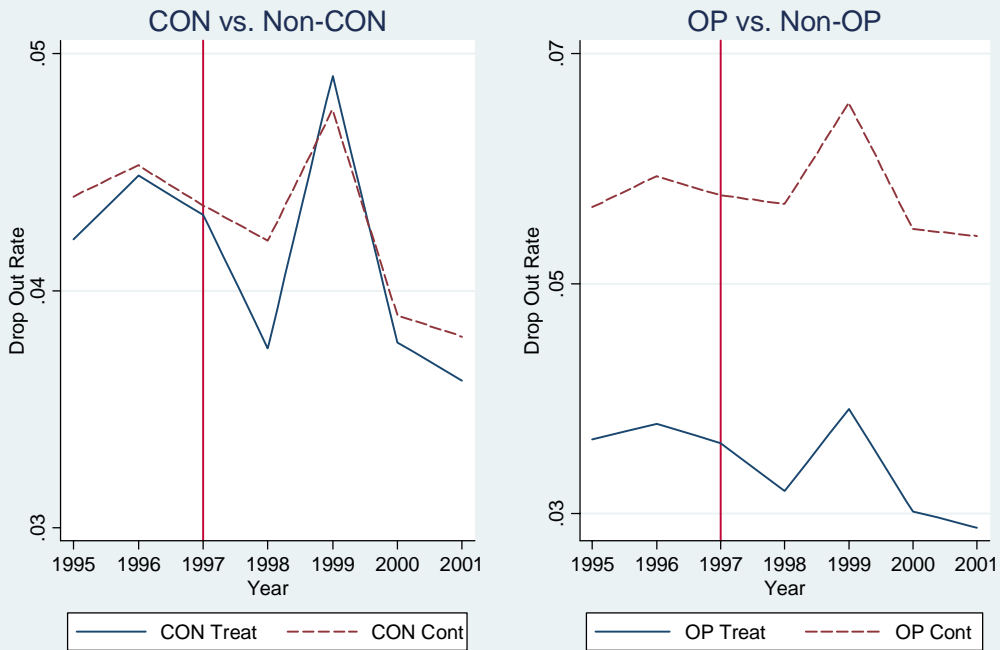 CON vs. Non-CON
.05
.04
.03
Drop Out Rate
1995 1996 1997 1998 1999 2000 2001
Year
CON Treat CON Cont
OP vs. Non-OP
.07
.05
.03
Drop Out Rate
1995 1996 1997 1998 1999 2000 2001
Year
OP Treat OP Cont